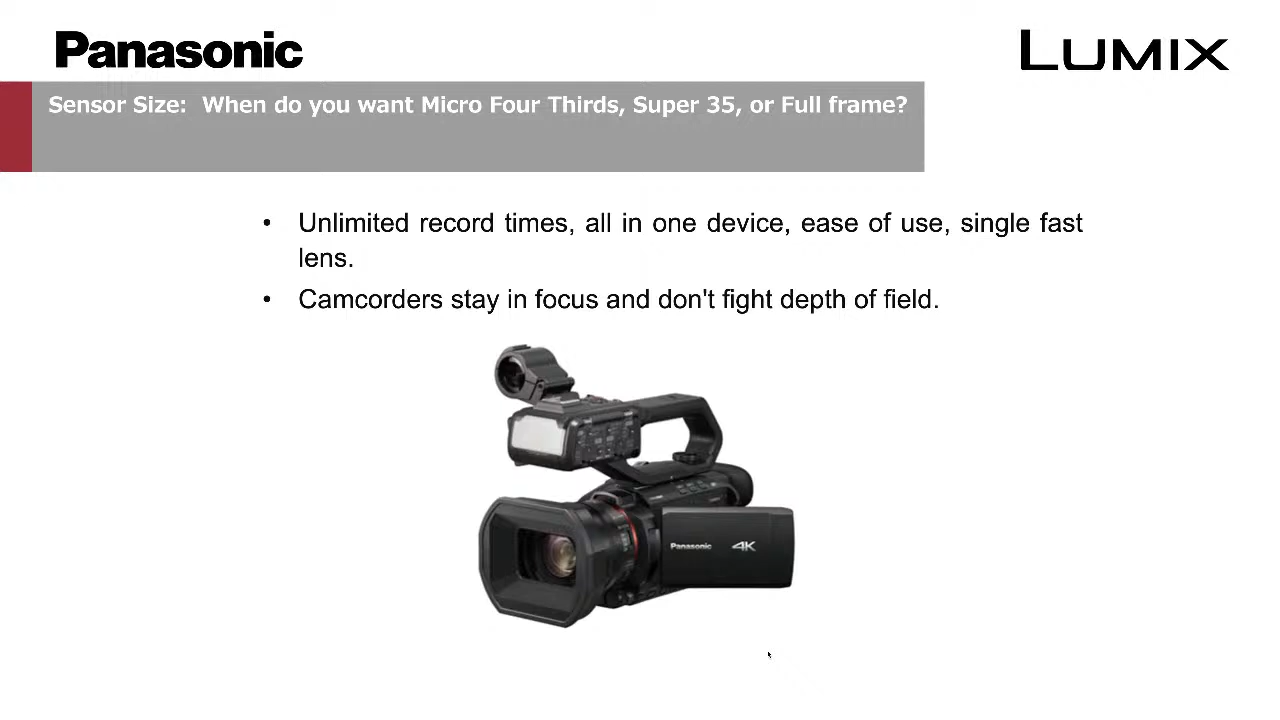 Panasonic
LUMIX
Sensor Size: When do you want Micro Four Thirds, Super 35, or Full frame?
• Unlimited record times, all in one device, ease of use, single fast
lens.
• Camcorders stay in focus and don't fight depth of field.
Panasonic 4K